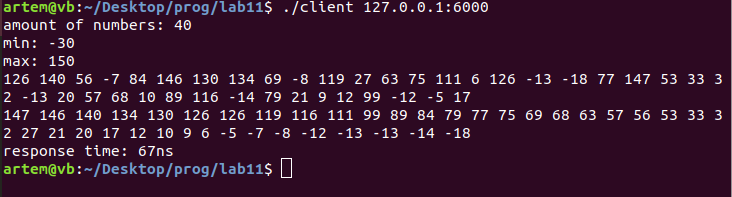 artem@vb:~/Desktop/prog/lab11$ ./client 127.0.0.1:6000
amount of numbers: 40
min: -30
max: 150
126 140 56 -7 84 146 130 134 69 -8 119 27 63 75 111 6 126 -13 -18 77 147 53 33 3
2 -13 20 57 68 10 89 116 -14 79 21 9 12 99 -12 -5 17
147 146 140 134 130 126 126 119 116 111 99 89 84 79 77 75 69 68 63 57 56 53 33 3
2 27 21 20 17 12 10 9 6 -5 -7 -8 -12 -13 -13 -14 -18
response time: 67ns
artem@vb:~/Desktop/prog/lab11$